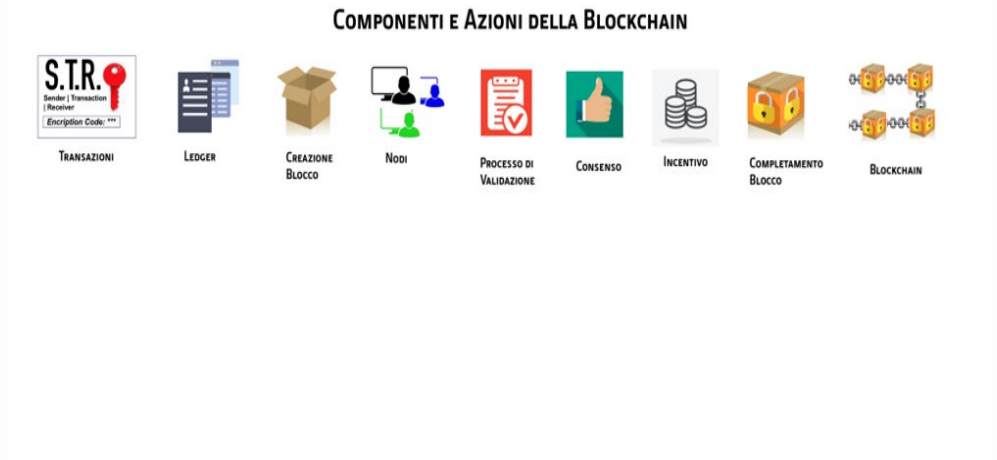 Componenti e Azioni della Blockchain
S.T.R.
Sender | Transaction
| Receiver
Encription Code: ***
Transazioni
Ledger
Creazione
Blocco
Nodi
Processo di
Validazione
Consenso
Incentivo
Completamento
Blocco
Blockchain